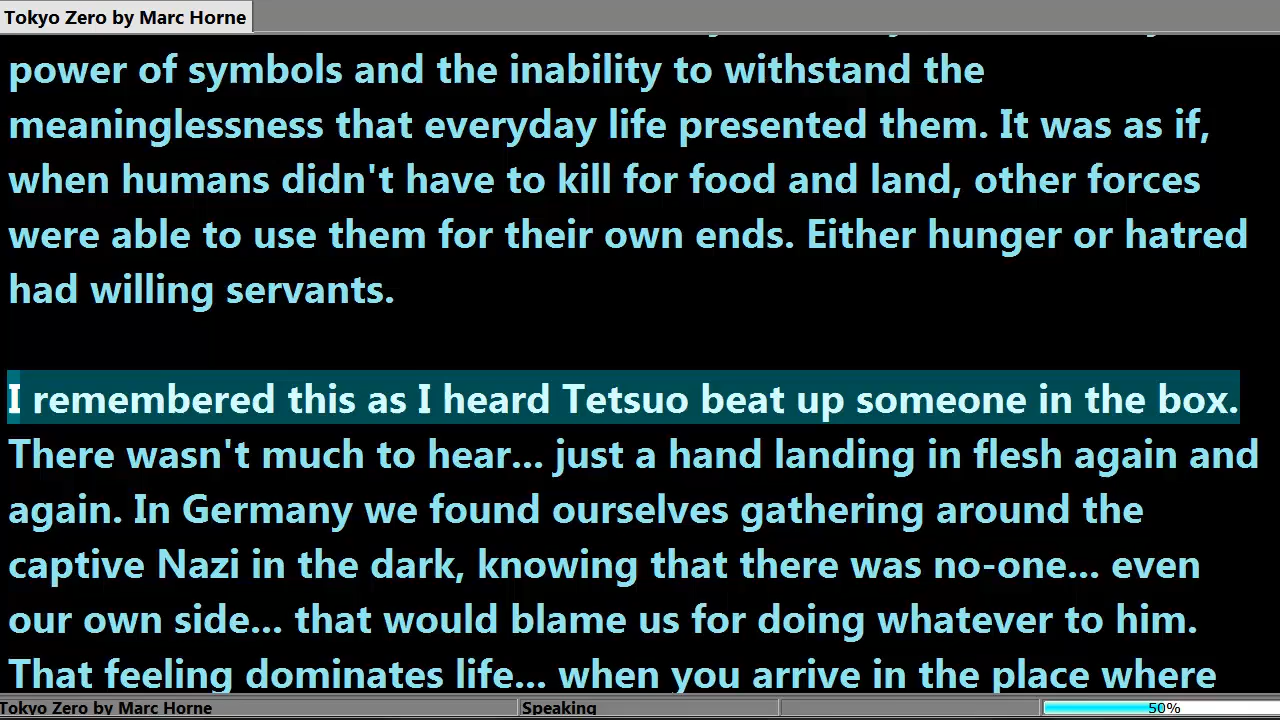 Tokyo Zero by Marc Horne
power of symbols and the inability to withstand the
meaninglessness that everyday life presented them. It was as if,
when humans didn't have to kill for food and land, other forces
were able to use them for their own ends. Either hunger or hatred
had willing servants.
I remembered this as I heard Tetsuo beat up someone in the box.
There wasn't much to hear... just a hand landing in flesh again and
again. In Germany we found ourselves gathering around the
captive Nazi in the dark, knowing that there was no-one... even
our own side... that would blame us for doing whatever to him.
That feeling dominates life... when you arrive in the place where
Tokyo Zero by Marc Horne Speaking 50%